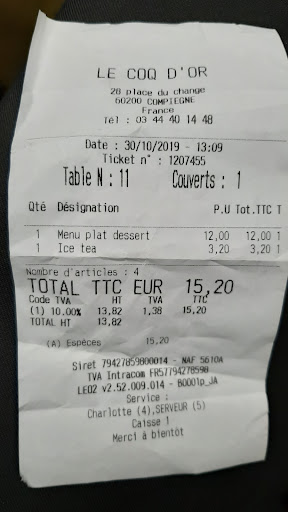 LE COQ D'OR
28 place du change
60200 COMPIEGNE
France
Tel : 03 44 40 14 48
Date : 30/10/2019 - 13:09
Ticket n° : 1207455
Table N : 11 Couverts : 1
Qté Désignation P.U Tot.TTC T
1 Menu plat dessert 12,00 12,00 1
1 Ice tea 3,20 3,20 1
Nombre d'articles : 4
TOTAL TTC EUR 15,20
Code TVA HT TVA TTC
(1) 10.00% 13,82 1,38 15,20
TOTAL HT 13,82
(A) Espèces 15,20
Siret 79427859800014 - NAF 5610A
TVA Intracom FR57794278598
LEO2 v2.52.009.014 - B0001p_JA
Service :
Charlotte (4),SERVEUR (5)
Caisse 1
Merci à bientôt